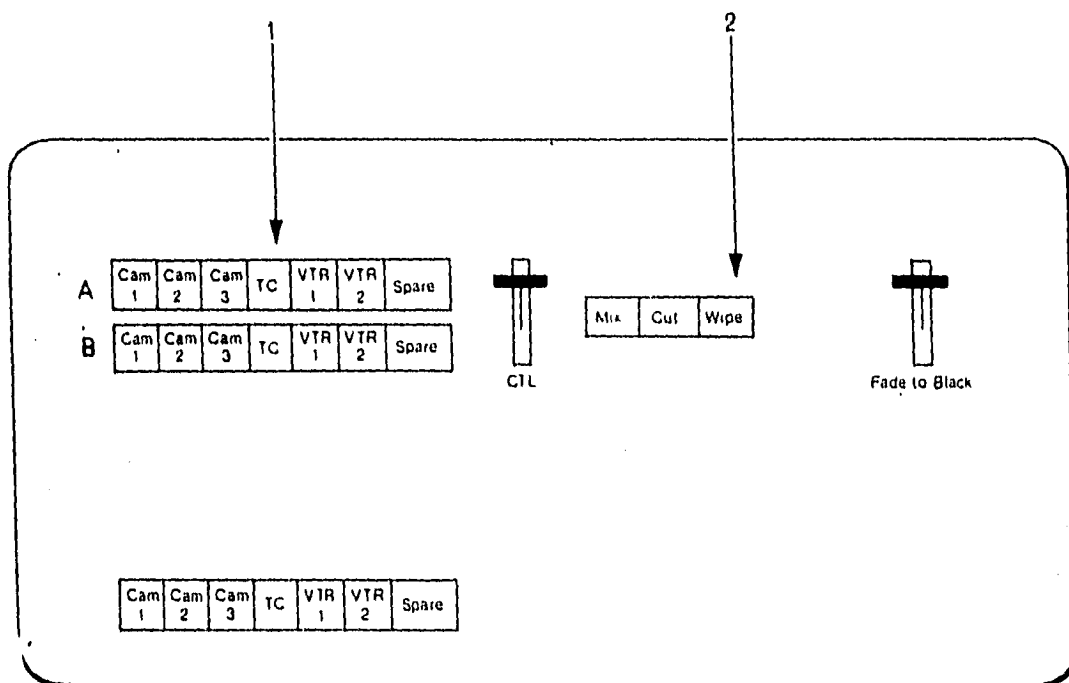 1 2
A Cam 1 Cam 2 Cam 3 TC VTR 1 VTR 2 Spare
Mix Cut Wipe
B Cam 1 Cam 2 Cam 3 TC VTR 1 VTR 2 Spare
CTL Fade to Black
Cam 1 Cam 2 Cam 3 TC VTR 1 VTR 2 Spare